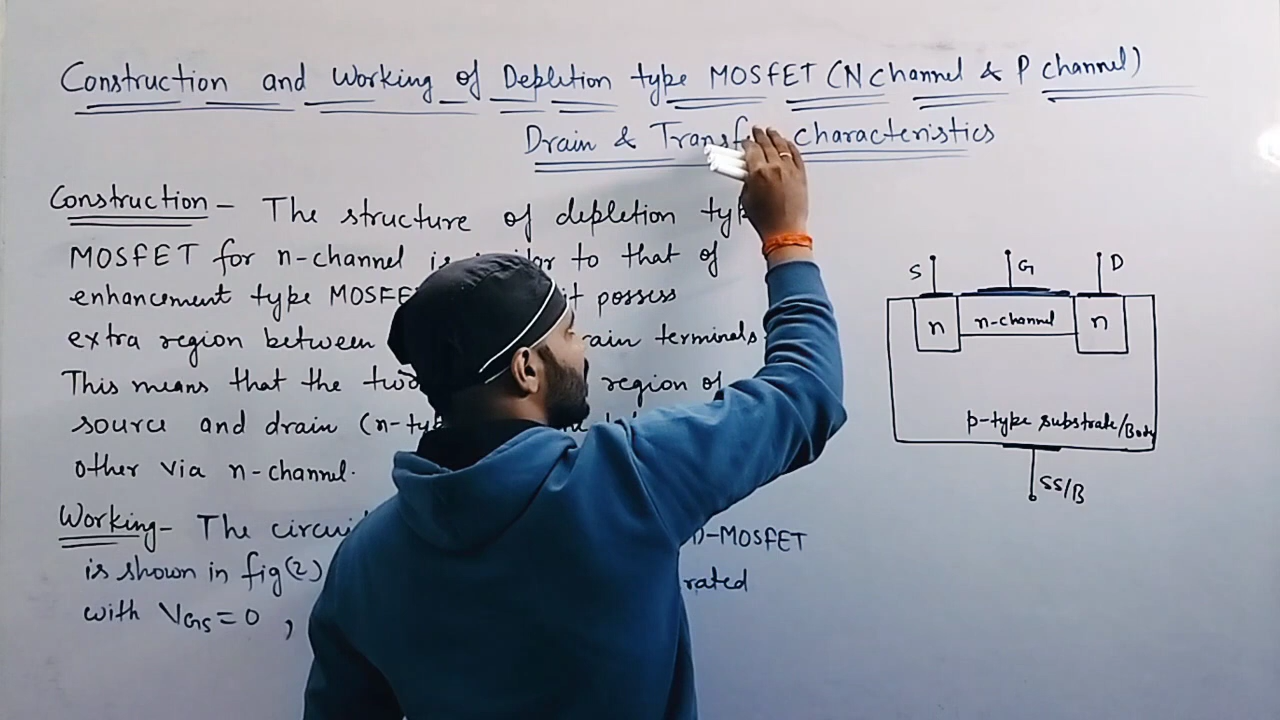 Construction and Working of Depletion type MOSFET (N channel & P channel)
Drain & characteristics
Construction - The structure of depletion
MOSFET for n-channel to that of
enhancement type possess
extra region between terminals.
This means that the two region of
source and drain
other via n-channel.
Working - The D-MOSFET
is shown in fig(2)
with VGS = 0 ,
S G D
n n-channel n
p-type substrate/Body
SS/B